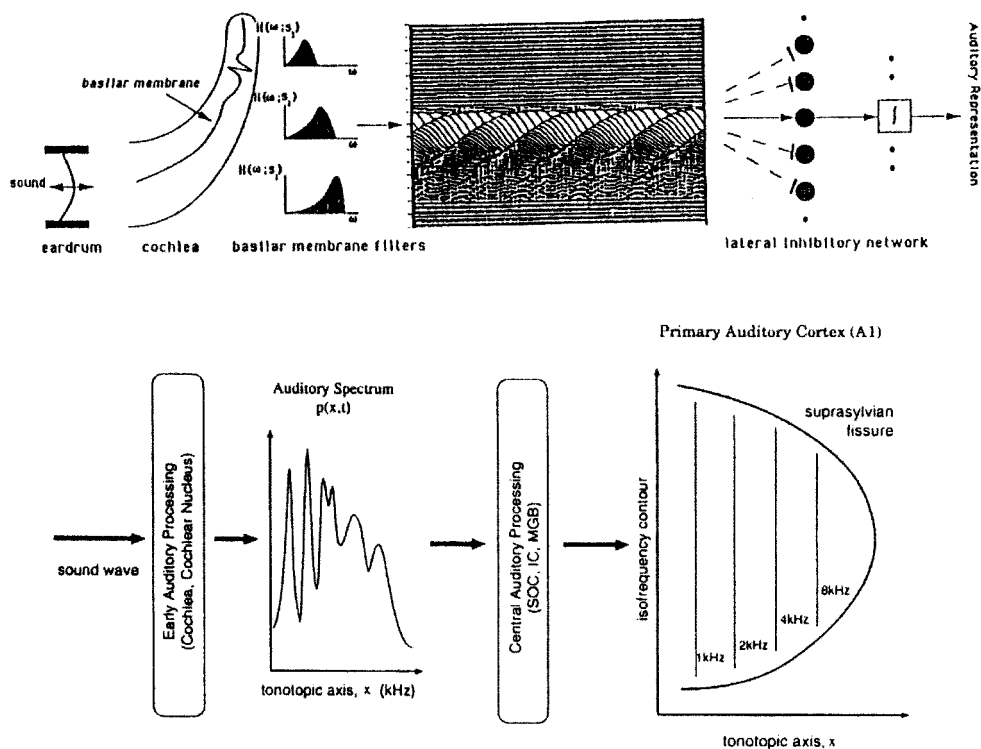 H(ω;s )
ω
basilar membrane
H(ω;s )
ω
H(ω;s )
ω
sound
eardrum
cochlea
basilar membrane filters
lateral inhibitory network
Auditory Representation
Primary Auditory Cortex (A1)
Early Auditory Processing
(Cochlea, Cochlear Nucleus)
Auditory Spectrum
p(x,t)
Central Auditory Processing
(SOC, IC, MGB)
suprasylvian
fissure
sound wave
isofrequency contour
1kHz
2kHz
4kHz
8kHz
tonotopic axis, x (kHz)
tonotopic axis, x